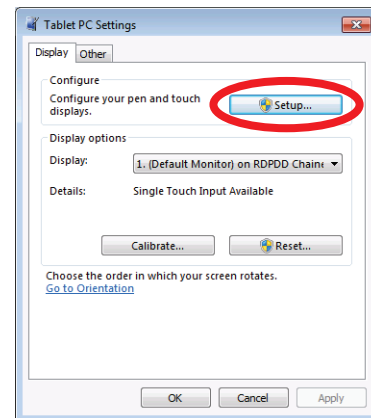 Tablet PC Settings
Display Other
Configure
Configure your pen and touch
displays.
Setup...
Display options
Display:
1. (Default Monitor) on RDPDD Chaine
Details:
Single Touch Input Available
Calibrate...
Reset...
Choose the order in which your screen rotates.
Go to Orientation
OK Cancel Apply